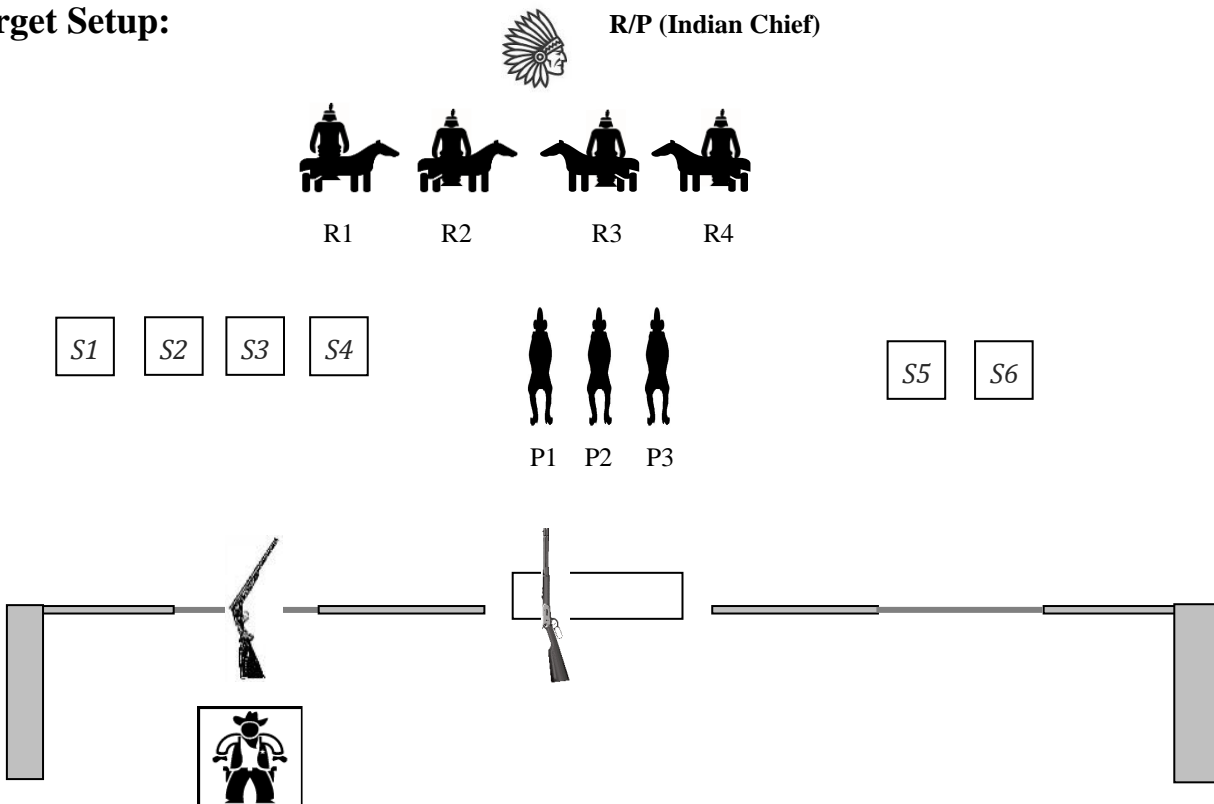 rget Setup:
R/P (Indian Chief)
R1 R2 R3 R4
S1 S2 S3 S4 S5 S6
P1 P2 P3